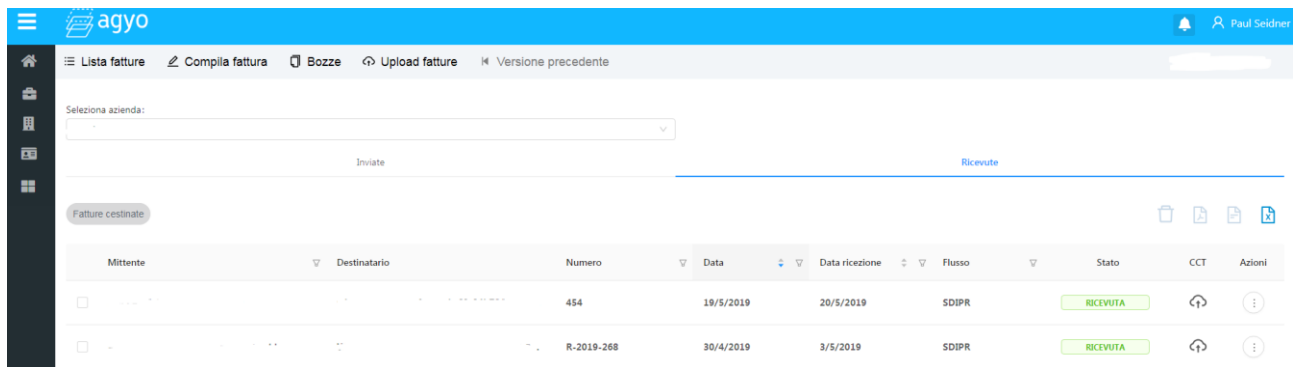 agyo Paul Seidner
Lista fatture Compila fattura Bozze Upload fatture Versione precedente
Seleziona azienda:
Inviate Ricevute
Fatture cestinate
Mittente Destinatario Numero Data Data ricezione Flusso Stato CCT Azioni
454 19/5/2019 20/5/2019 SDIPR RICEVUTA
R-2019-268 30/4/2019 3/5/2019 SDIPR RICEVUTA